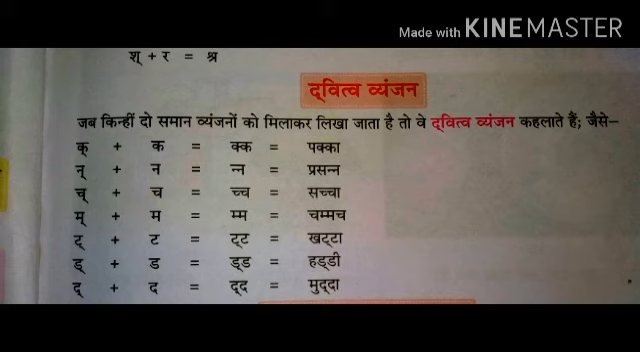 Made with KINEMASTER
श् + र = श्र
द्‌वित्व व्यंजन
जब किन्हीं दो समान व्यंजनों को मिलाकर लिखा जाता है तो वे द्‌वित्व व्यंजन कहलाते हैं; जैसे–
क् + क = क्क = पक्का
न् + न = न्न = प्रसन्न
च् + च = च्च = सच्चा
म् + म = म्म = चम्मच
ट् + ट = ट्‌ट = खट्‌टा
ड् + ड = ड्‌ड = हड्‌डी
द् + द = द्‌द = मुद्‌दा